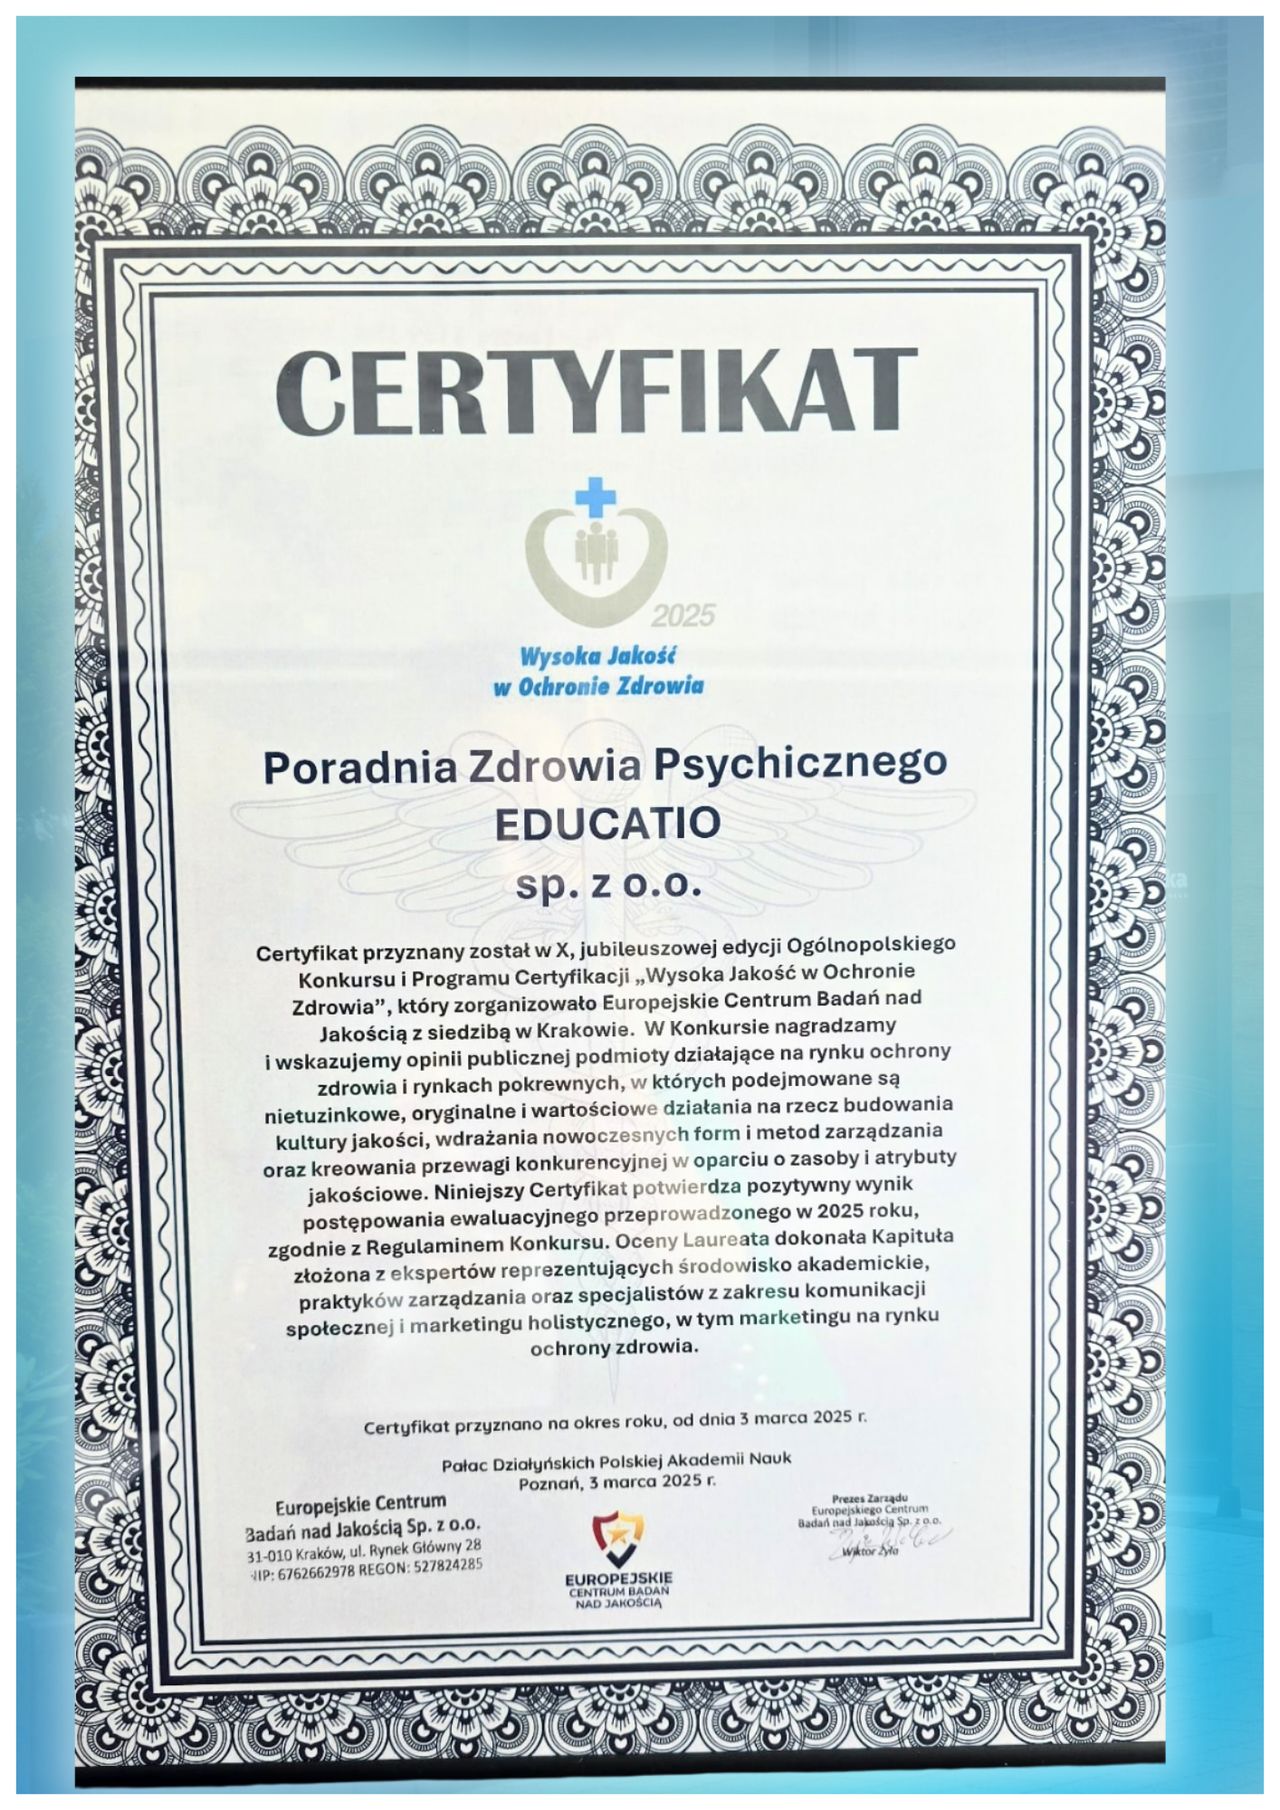 CERTYFIKAT
2025
Wysoka Jakość
w Ochronie Zdrowia
Poradnia Zdrowia Psychicznego
EDUCATIO
sp. z o.o.
Certyfikat przyznany został w X, jubileuszowej edycji Ogólnopolskiego
Konkursu i Programu Certyfikacji „Wysoka Jakość w Ochronie
Zdrowia”, który zorganizowało Europejskie Centrum Badań nad
Jakością z siedzibą w Krakowie. W Konkursie nagradzamy
i wskazujemy opinii publicznej podmioty działające na rynku ochrony
zdrowia i rynkach pokrewnych, w których podejmowane są
nietuzinkowe, oryginalne i wartościowe działania na rzecz budowania
kultury jakości, wdrażania nowoczesnych form i metod zarządzania
oraz kreowania przewagi konkurencyjnej w oparciu o zasoby i atrybuty
jakościowe. Niniejszy Certyfikat potwierdza pozytywny wynik
postępowania ewaluacyjnego przeprowadzonego w 2025 roku,
zgodnie z Regulaminem Konkursu. Oceny Laureata dokonała Kapituła
złożona z ekspertów reprezentujących środowisko akademickie,
praktyków zarządzania oraz specjalistów z zakresu komunikacji
społecznej i marketingu holistycznego, w tym marketingu na rynku
ochrony zdrowia.
Certyfikat przyznano na okres roku, od dnia 3 marca 2025 r.
Pałac Działyńskich Polskiej Akademii Nauk
Poznań, 3 marca 2025 r.
Europejskie Centrum
Badań nad Jakością Sp. z o.o.
31-010 Kraków, ul. Rynek Główny 28
NIP: 6762662978 REGON: 527824285
EUROPEJSKIE
CENTRUM BADAŃ
NAD JAKOŚCIĄ
Prezes Zarządu
Europejskiego Centrum
Badań nad Jakością Sp. z o.o.
Wiktor Żyła